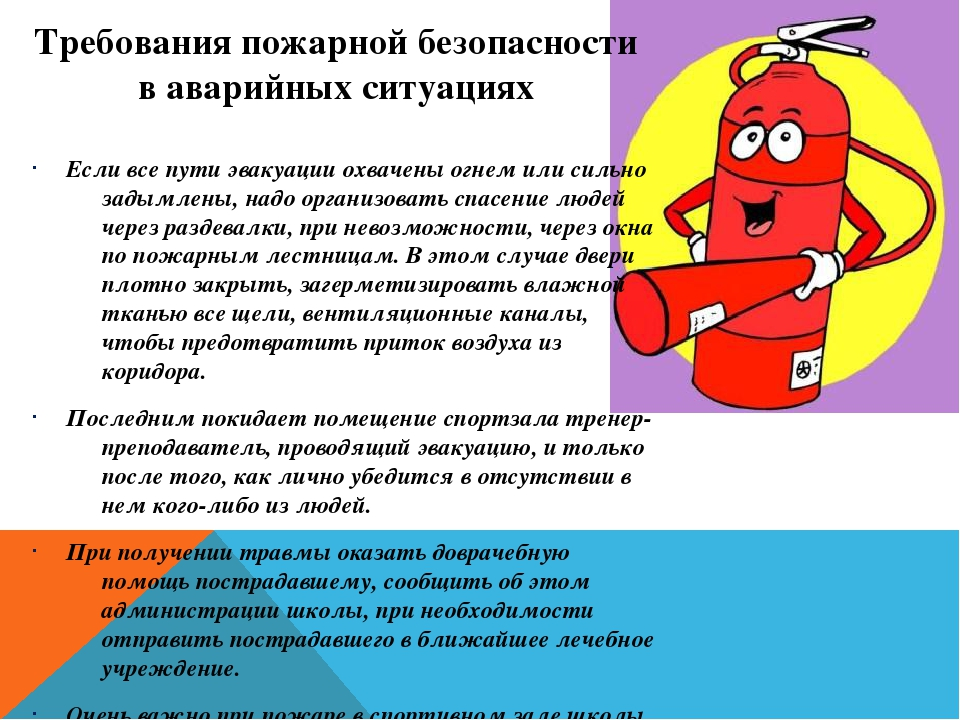 Требования пожарной безопасности
в аварийных ситуациях
Если все пути эвакуации охвачены огнем или сильно
задымлены, надо организовать спасение людей
через раздевалки, при невозможности, через окна
по пожарным лестницам. В этом случае двери
плотно закрыть, загерметизировать влажной
тканью все щели, вентиляционные каналы,
чтобы предотвратить приток воздуха из
коридора.
Последним покидает помещение спортзала тренер-
преподаватель, проводящий эвакуацию, и только
после того, как лично убедится в отсутствии в
нем кого-либо из людей.
При получении травмы оказать доврачебную
помощь пострадавшему, сообщить об этом
администрации школы, при необходимости
отправить пострадавшего в ближайшее лечебное
учреждение.
Очень важно при пожаре в спортивном зале школы